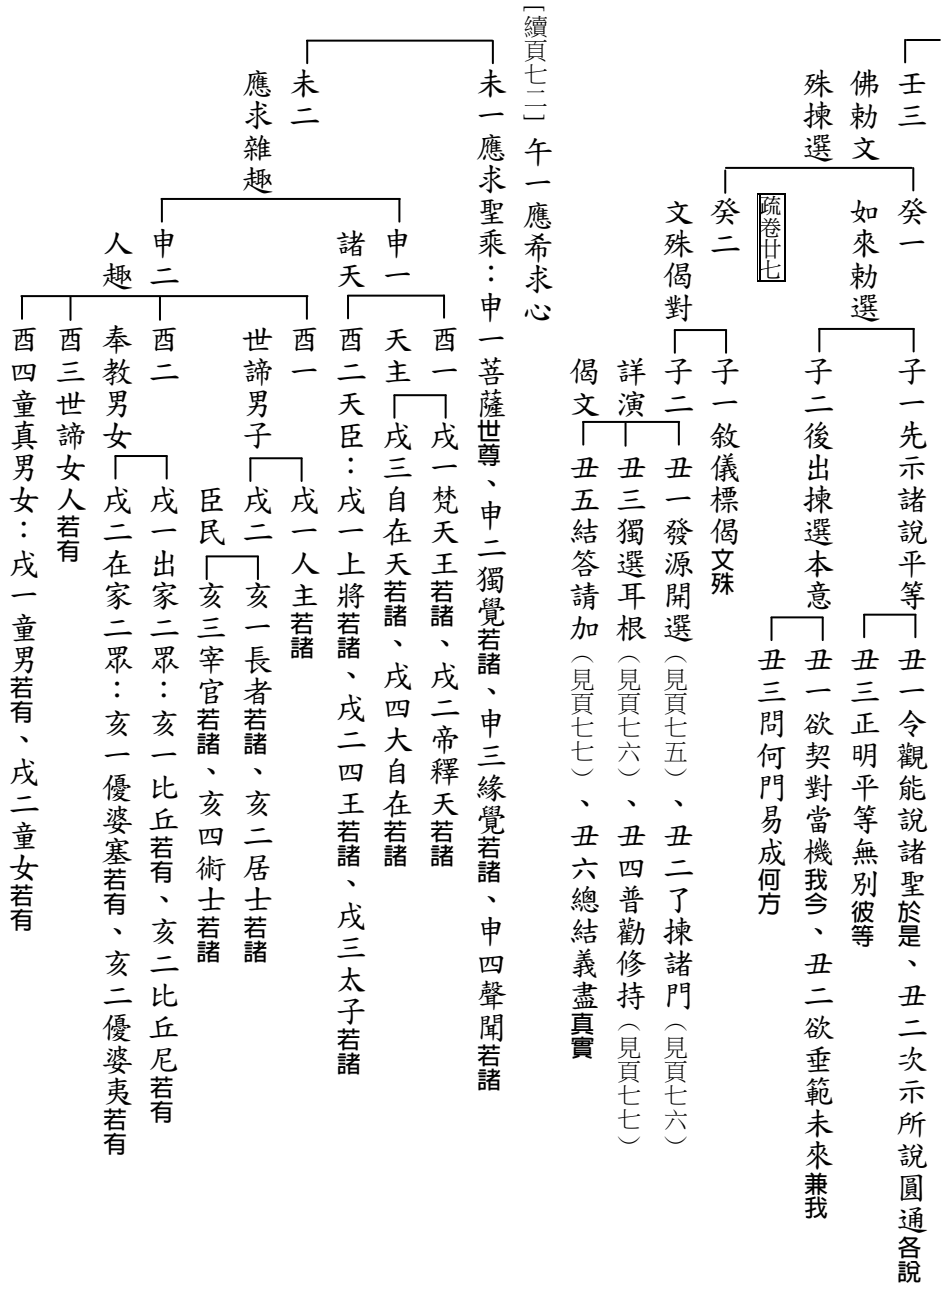 壬三
佛勅文
殊揀選
癸一
如來勅選
子一先示諸說平等
丑一令觀能說諸聖於是、丑二次示所說圓通各說
丑三正明平等無別彼等
子二後出揀選本意
丑一欲契對當機我今、丑二欲垂範未來兼我
丑三問何門易成何方
疏卷廿七
癸二
文殊偈對
子一敘儀標偈文殊
子二
詳演
偈文
丑一發源開選（見頁七五）、丑二了揀諸門（見頁七六）
丑三獨選耳根（見頁七六）、丑四普勸修持（見頁七七）
丑五結答請加（見頁七七）、丑六總結義盡真實
[續頁七二] 午一應希求心
未一應求聖乘：申一菩薩世尊、申二獨覺若諸、申三緣覺若諸、申四聲聞若諸
未二
應求雜趣
申一
諸天
酉一
天主
戌一梵天王若諸、戌二帝釋天若諸
戌三自在天若諸、戌四大自在若諸
酉二天臣：戌一上將若諸、戌二四王若諸、戌三太子若諸
申二
人趣
酉一
世諦男子
戌一人主若諸
戌二
臣民
亥一長者若諸、亥二居士若諸
亥三宰官若諸、亥四術士若諸
酉二
奉教男女
戌一出家二眾：亥一比丘若有、亥二比丘尼若有
戌二在家二眾：亥一優婆塞若有、亥二優婆夷若有
酉三世諦女人若有
酉四童真男女：戌一童男若有、戌二童女若有